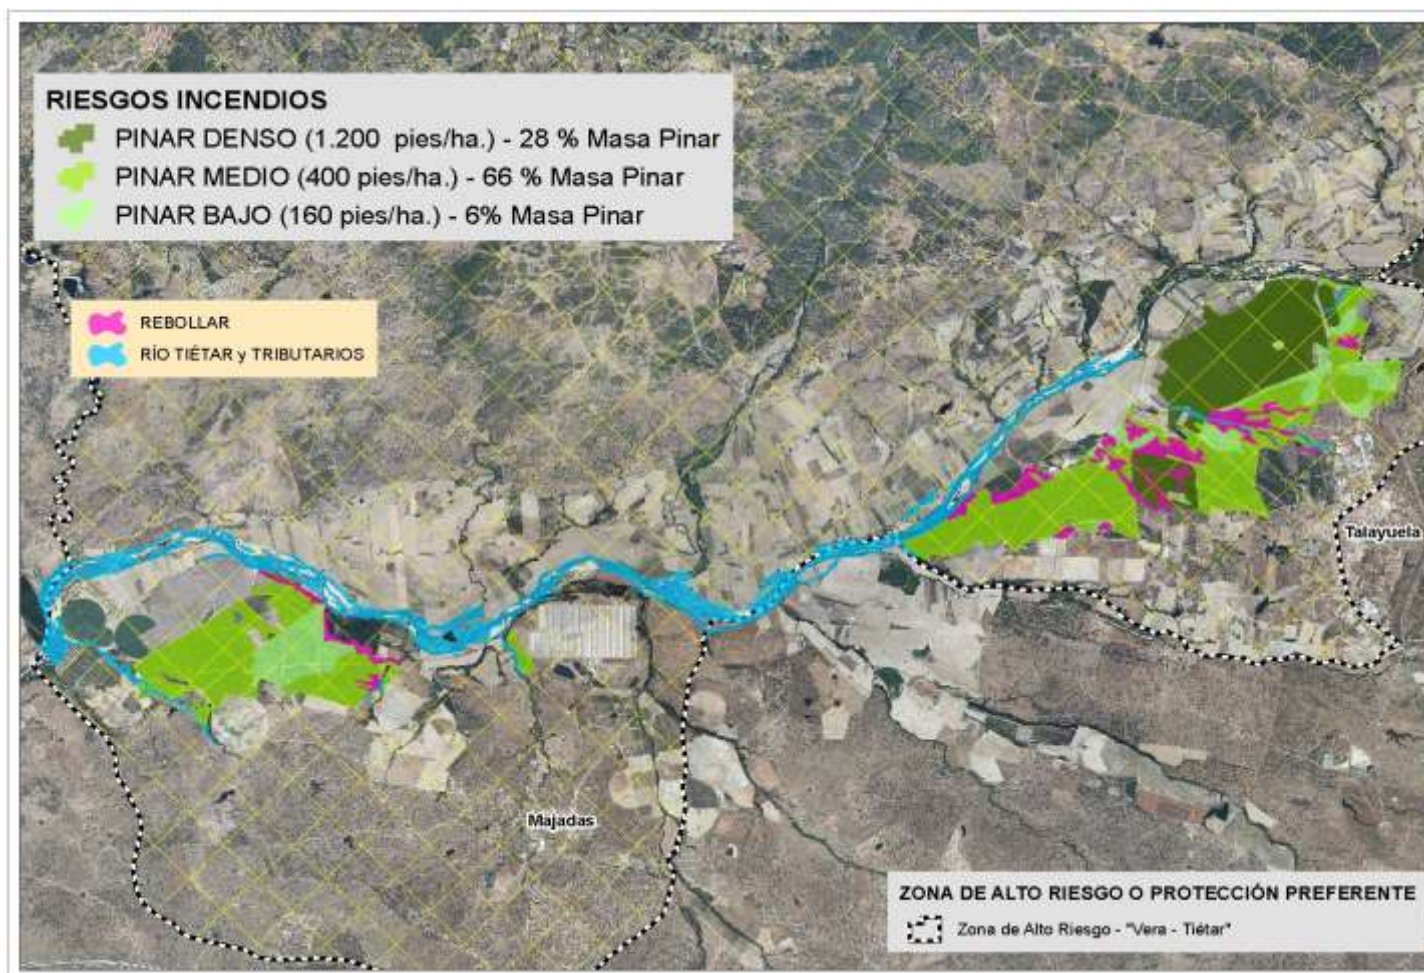 RIESGOS INCENDIOS
PINAR DENSO (1.200 pies/ha.) - 28 % Masa Pinar
PINAR MEDIO (400 pies/ha.) - 66 % Masa Pinar
PINAR BAJO (160 pies/ha.) - 6% Masa Pinar
REBOLLAR
RÍO TIÉTAR y TRIBUTARIOS
Talayuela
Majadas
ZONA DE ALTO RIESGO O PROTECCIÓN PREFERENTE
Zona de Alto Riesgo - "Vera - Tiétar"